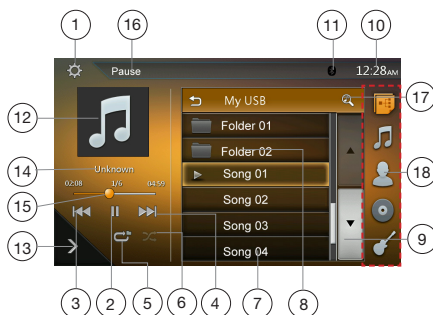 1
16
11
10
Pause
12:28AM
My USB
17
12
Folder 01
Folder 02
14
Unknown
Song 01
18
02:08 1/6 04:59
15
Song 02
Song 03
9
13
Song 04
3
2
5
6
4
7
8